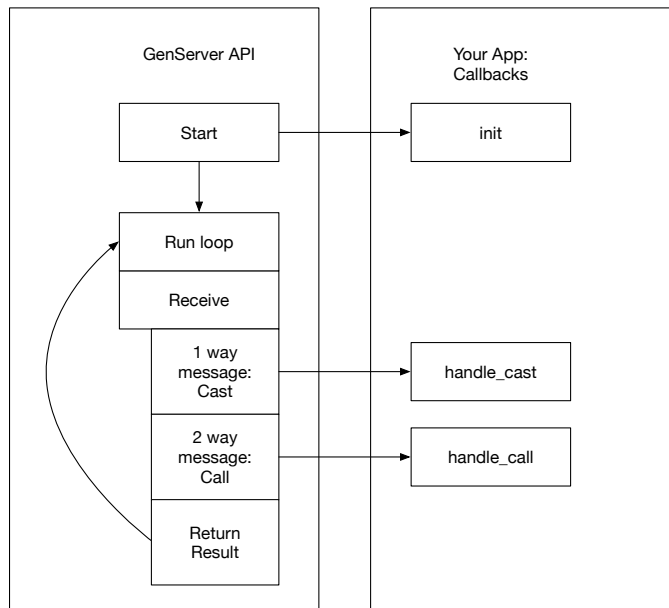 GenServer API
Your App:
Callbacks
Start
init
Run loop
Receive
1 way
message:
Cast
handle_cast
2 way
message:
Call
handle_call
Return
Result